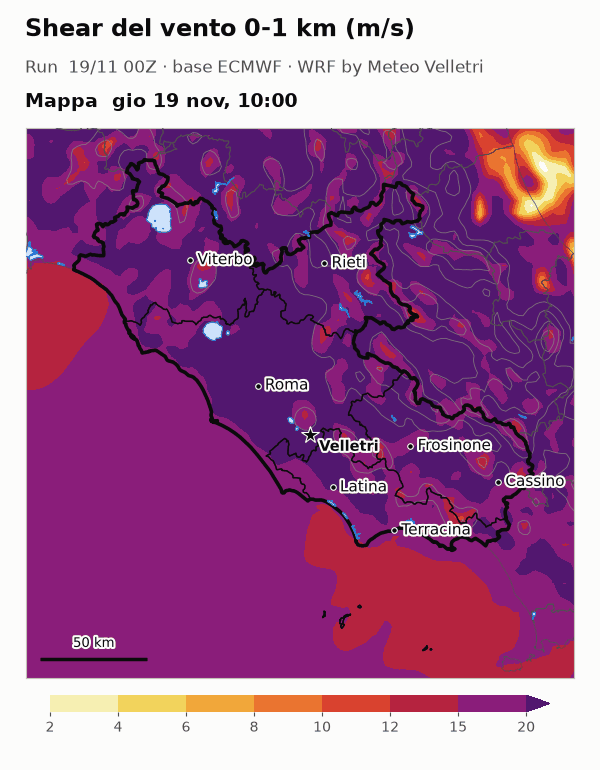 Shear del vento 0-1 km (m/s)
Run 19/11 00Z · base ECMWF · WRF by Meteo Velletri
Mappa gio 19 nov, 10:00
Viterbo
Rieti
Roma
Velletri
Frosinone
Cassino
Latina
Terracina
50 km
2 4 6 8 10 12 15 20